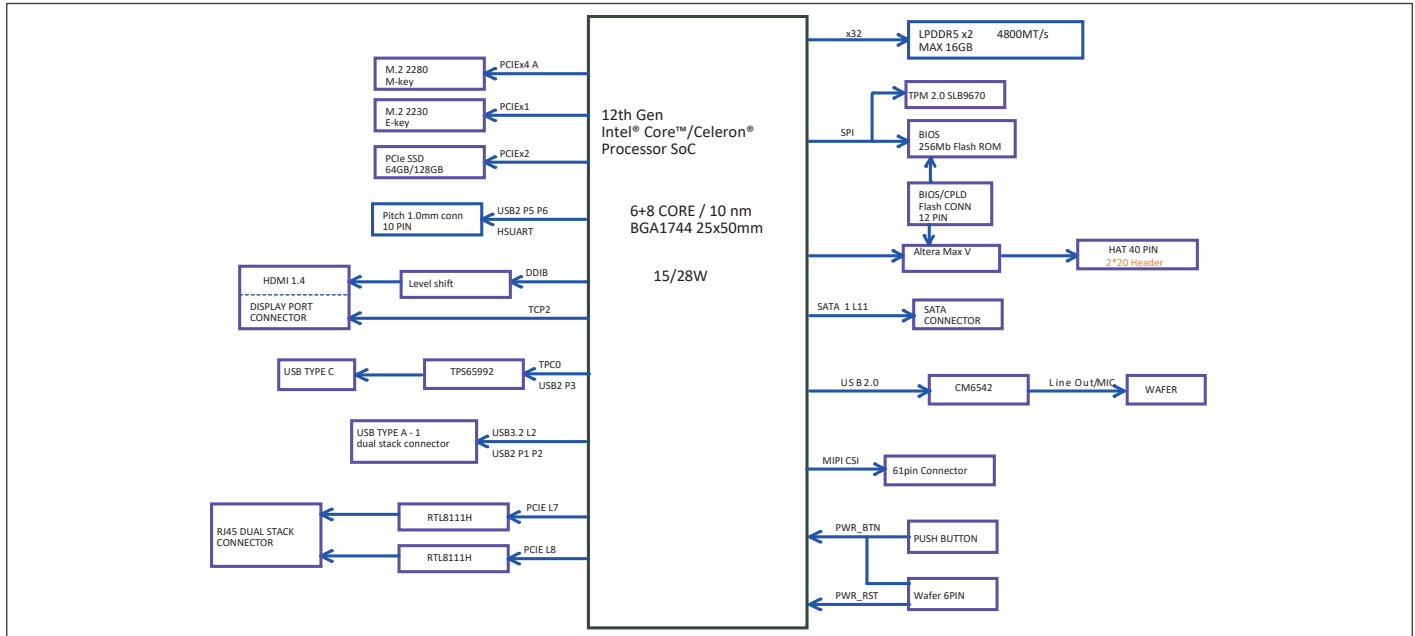 12th Gen
Intel® Core™/Celeron®
Processor SoC
6+8 CORE / 10 nm
BGA1744 25x50mm
15/28W
M.2 2280
M-key
PCIEx4 A
M.2 2230
E-key
PCIEx1
PCIe SSD
64GB/128GB
PCIEx2
Pitch 1.0mm conn
10 PIN
USB2 P5 P6
HSUART
HDMI 1.4
DISPLAY PORT
CONNECTOR
Level shift
DDIB
TCP2
USB TYPE C
TPS65992
TPC0
USB2 P3
USB TYPE A - 1
dual stack connector
USB3.2 L2
USB2 P1 P2
RJ45 DUAL STACK
CONNECTOR
RTL8111H
PCIE L7
RTL8111H
PCIE L8
x32
LPDDR5 x2 4800MT/s
MAX 16GB
TPM 2.0 SLB9670
SPI
BIOS
256Mb Flash ROM
BIOS/CPLD
Flash CONN
12 PIN
Altera Max V
HAT 40 PIN
2*20 Header
SATA 1 L11
SATA
CONNECTOR
US B 2.0
CM6542
Line Out/MIC
WAFER
MIPI CSI
61pin Connector
PWR_BTN
PUSH BUTTON
PWR_RST
Wafer 6PIN